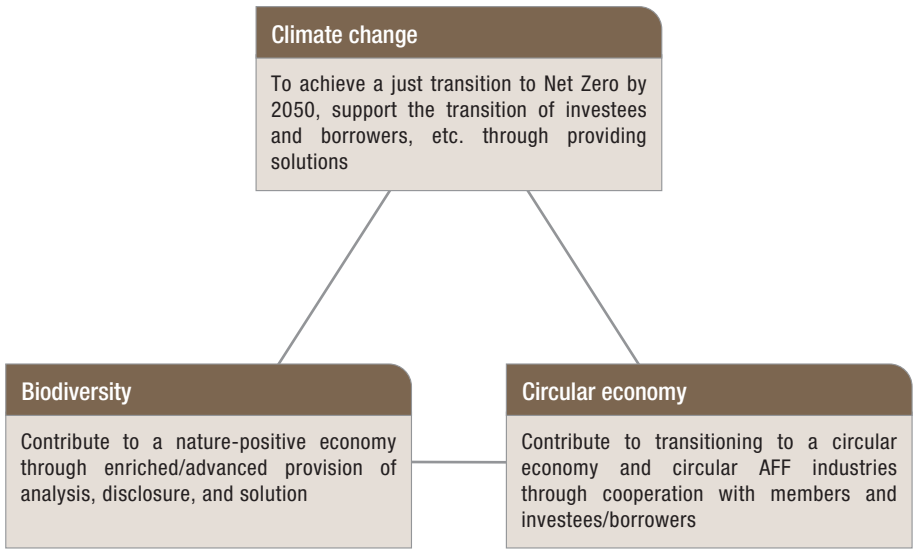 Climate change
To achieve a just transition to Net Zero by
2050, support the transition of investees
and borrowers, etc. through providing
solutions
Biodiversity
Contribute to a nature-positive economy
through enriched/advanced provision of
analysis, disclosure, and solution
Circular economy
Contribute to transitioning to a circular
economy and circular AFF industries
through cooperation with members and
investees/borrowers